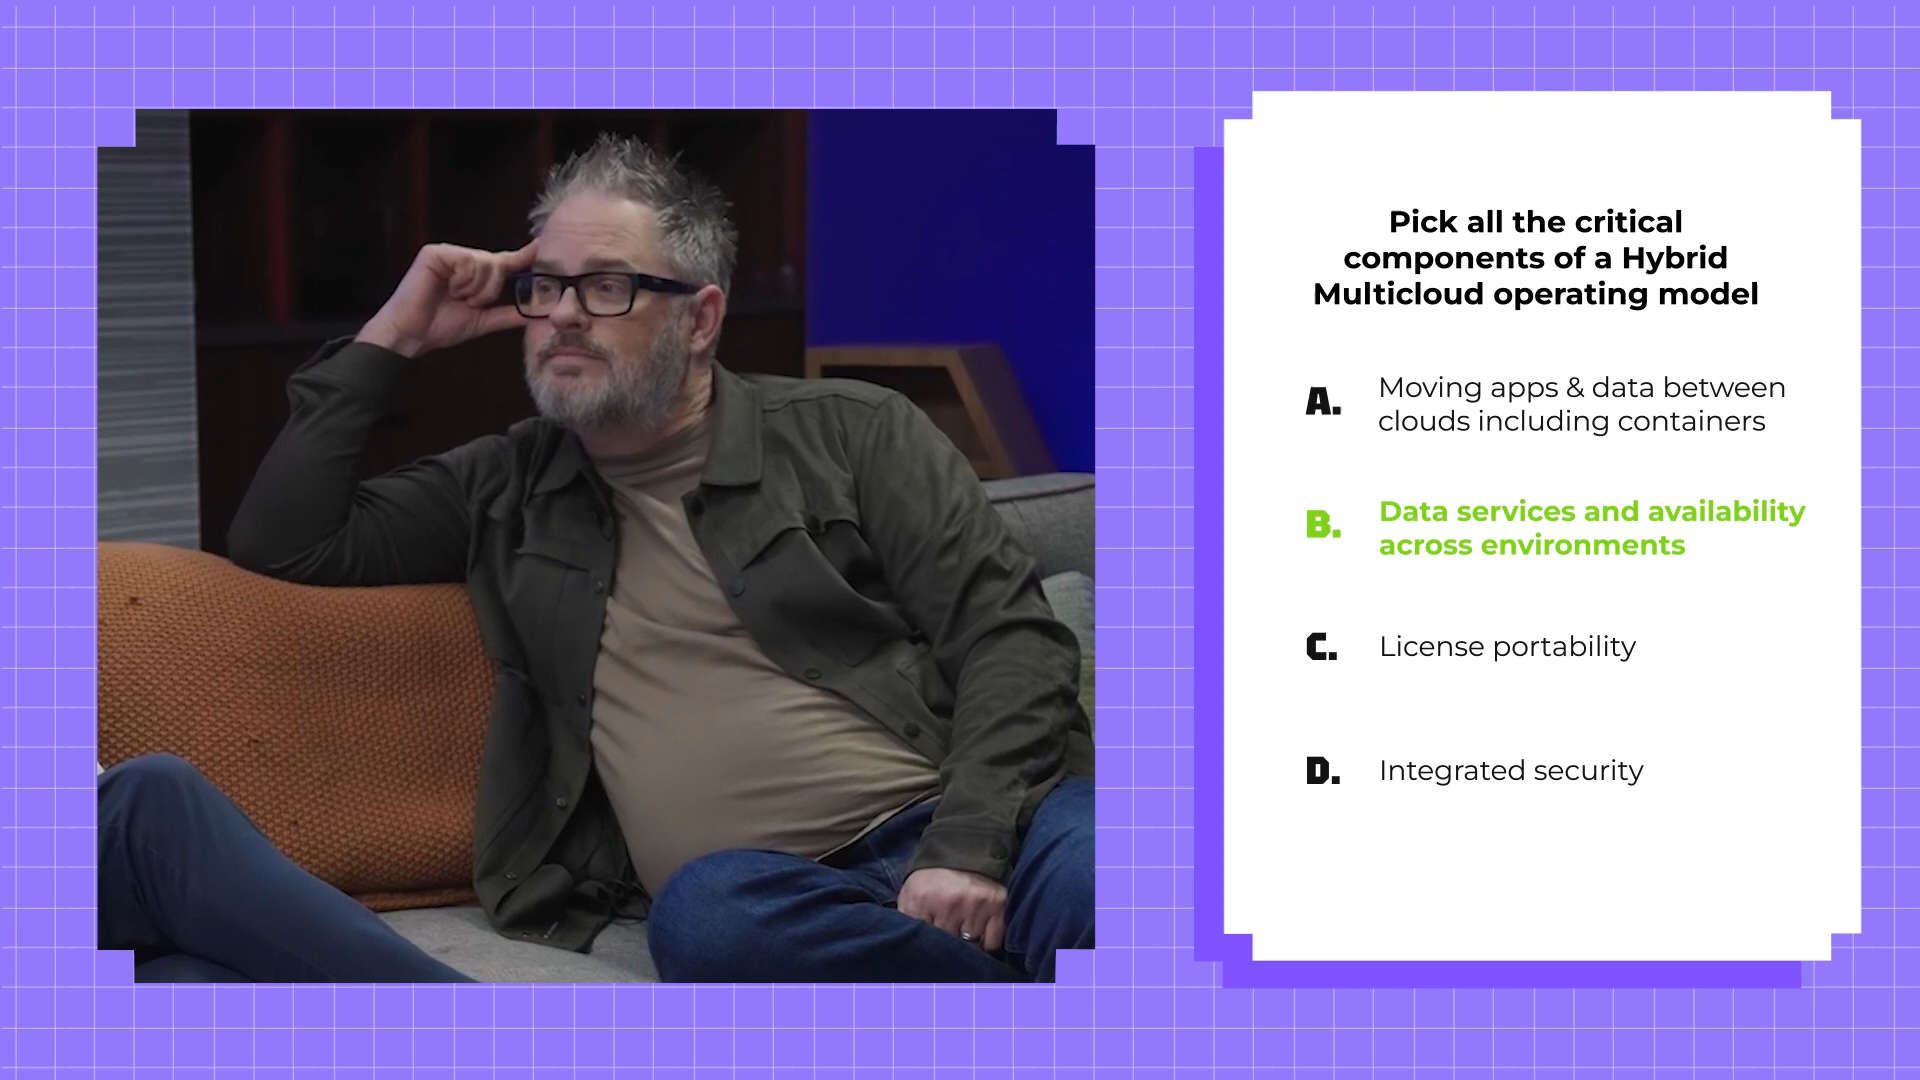 Pick all the critical
components of a Hybrid
Multicloud operating model
A. Moving apps & data between
clouds including containers
B. Data services and availability
across environments
C. License portability
D. Integrated security